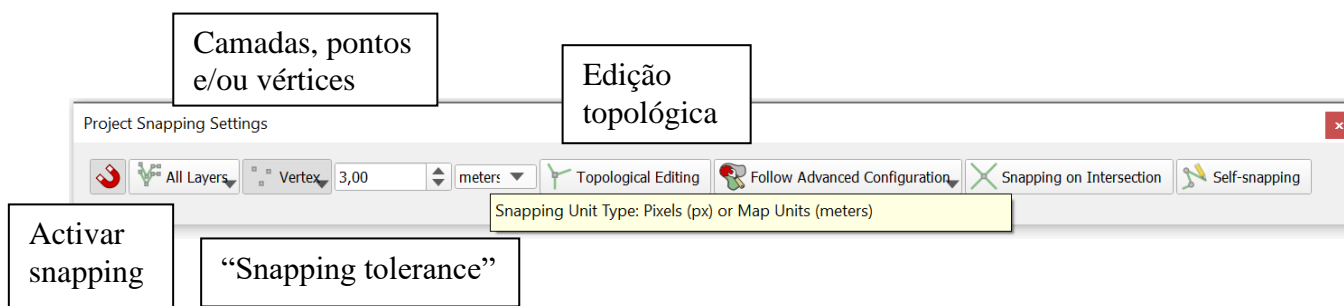 Camadas, pontos
e/ou vértices
Edição
topológica
Project Snapping Settings
x
All Layers Vertex 3,00 meters Topological Editing Follow Advanced Configuration Snapping on Intersection Self-snapping
Snapping Unit Type: Pixels (px) or Map Units (meters)
Activar
snapping
“Snapping tolerance”